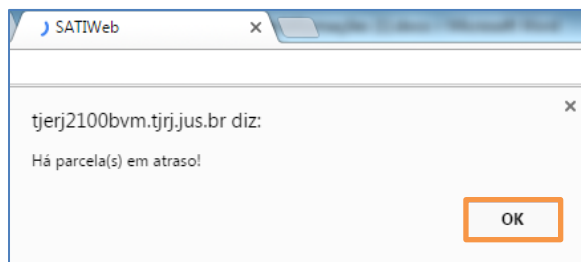 SATIWeb
tjerj2100bvm.tjrj.jus.br diz:
Há parcela(s) em atraso!
OK